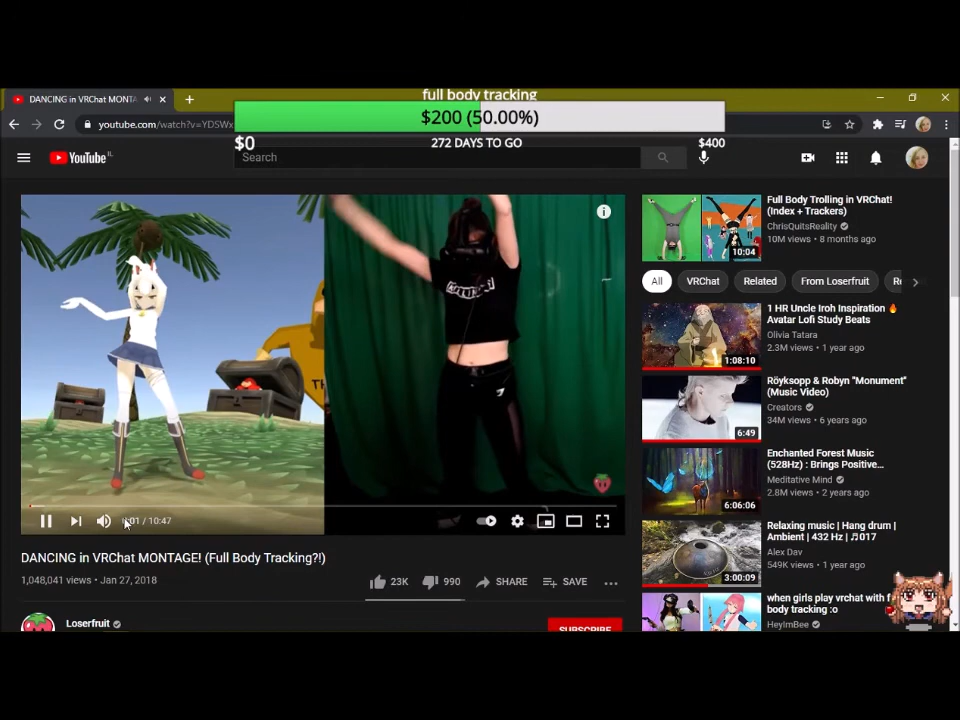 full body tracking
DANCING in VRChat MONTA
youtube.com/watch?v=YDSWx
$200 (50.00%)
$0
272 DAYS TO GO
$400
YouTube IL
Search
TH
DANCING in VRChat MONTAGE! (Full Body Tracking?!)
1,048,041 views • Jan 27, 2018
23K
990
SHARE
SAVE
Loserfruit
SUBSCRIBE
/ 10:47
Full Body Trolling in VRChat!
(Index + Trackers)
ChrisQuitsReality
10M views • 8 months ago
10:04
All
VRChat
Related
From Loserfruit
Re
1 HR Uncle Iroh Inspiration 🔥
Avatar Lofi Study Beats
Olivia Tatara
2.3M views • 1 year ago
1:08:10
Röyksopp & Robyn "Monument"
(Music Video)
Creators
34M views • 6 years ago
6:49
Enchanted Forest Music
(528Hz) : Brings Positive...
Meditative Mind
2.8M views • 2 years ago
6:06:06
Relaxing music | Hang drum |
Ambient | 432 Hz | ♫017
Alex Dav
549K views • 1 year ago
3:00:09
when girls play vrchat with f
body tracking :o
HeyImBee